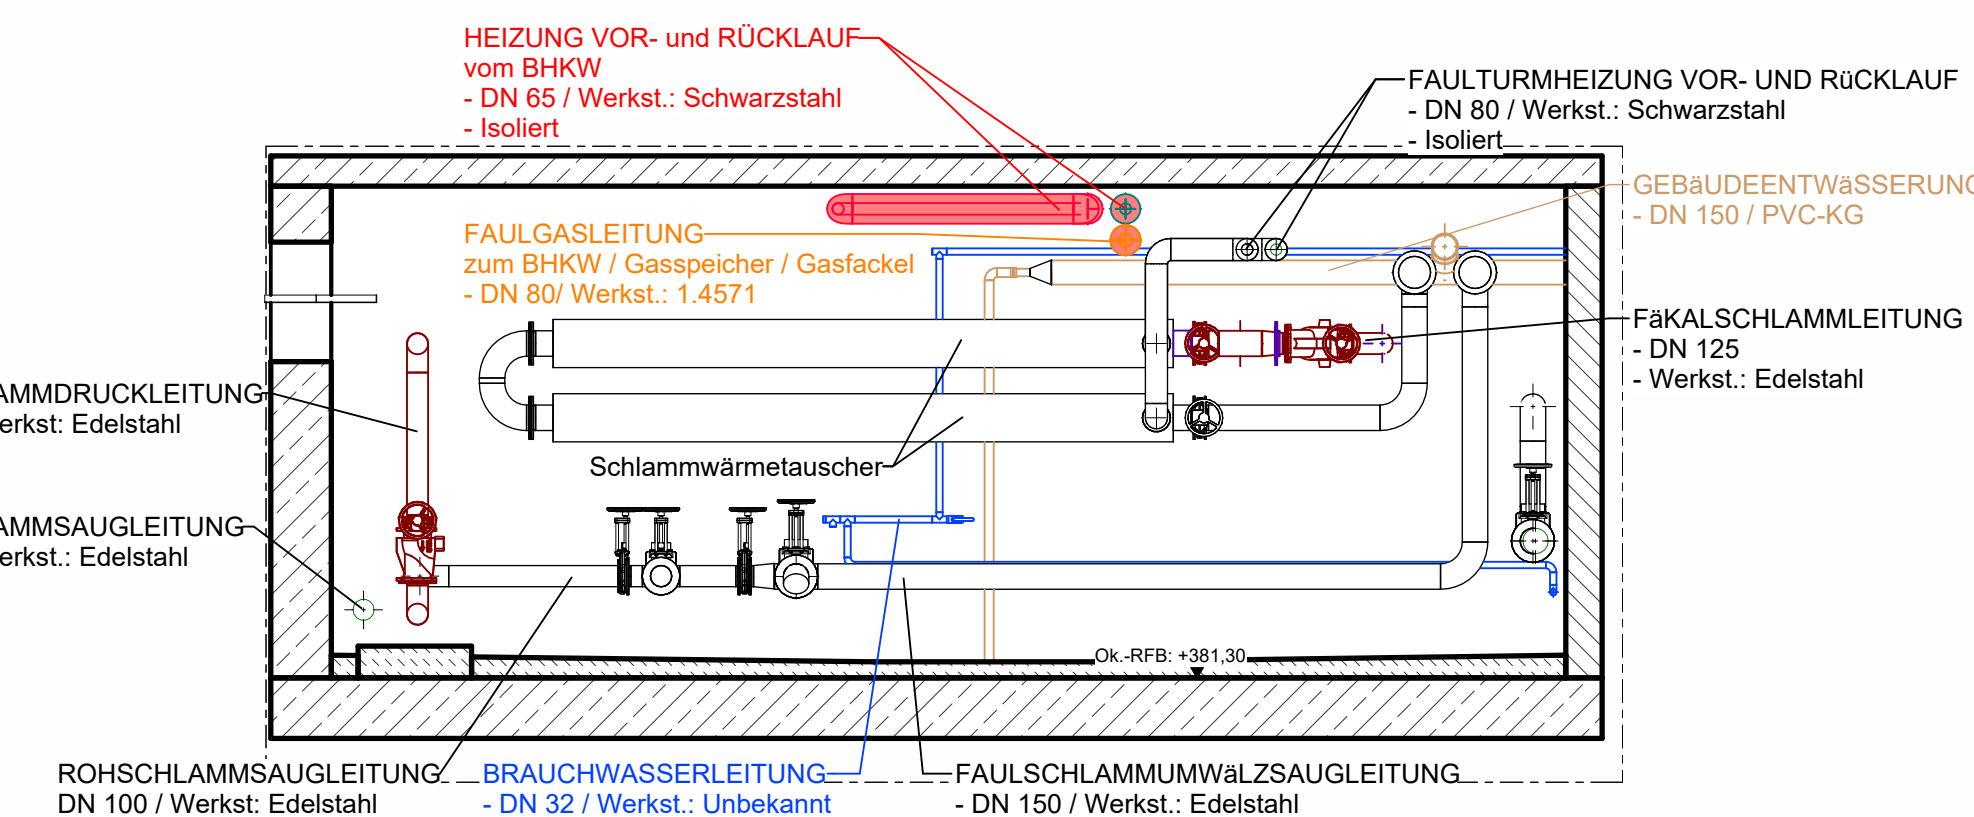 HEIZUNG VOR- und RÜCKLAUF
vom BHKW
- DN 65 / Werkst.: Schwarzstahl
- Isoliert
FAULTURMHEIZUNG VOR- UND RüCKLAUF
- DN 80 / Werkst.: Schwarzstahl
- Isoliert
GEBäUDEENTWäSSERUNG
- DN 150 / PVC-KG
FAULGASLEITUNG
zum BHKW / Gasspeicher / Gasfackel
- DN 80/ Werkst.: 1.4571
FäKALSCHLAMMLEITUNG
- DN 125
- Werkst.: Edelstahl
AMMDRUCKLEITUNG
erkst: Edelstahl
Schlammwärmetauscher
AMMSAUGLEITUNG
erkst.: Edelstahl
Ok.-RFB: +381,30
ROHSCHLAMMSAUGLEITUNG
DN 100 / Werkst: Edelstahl
BRAUCHWASSERLEITUNG
- DN 32 / Werkst.: Unbekannt
FAULSCHLAMMUMWäLZSAUGLEITUNG
- DN 150 / Werkst.: Edelstahl